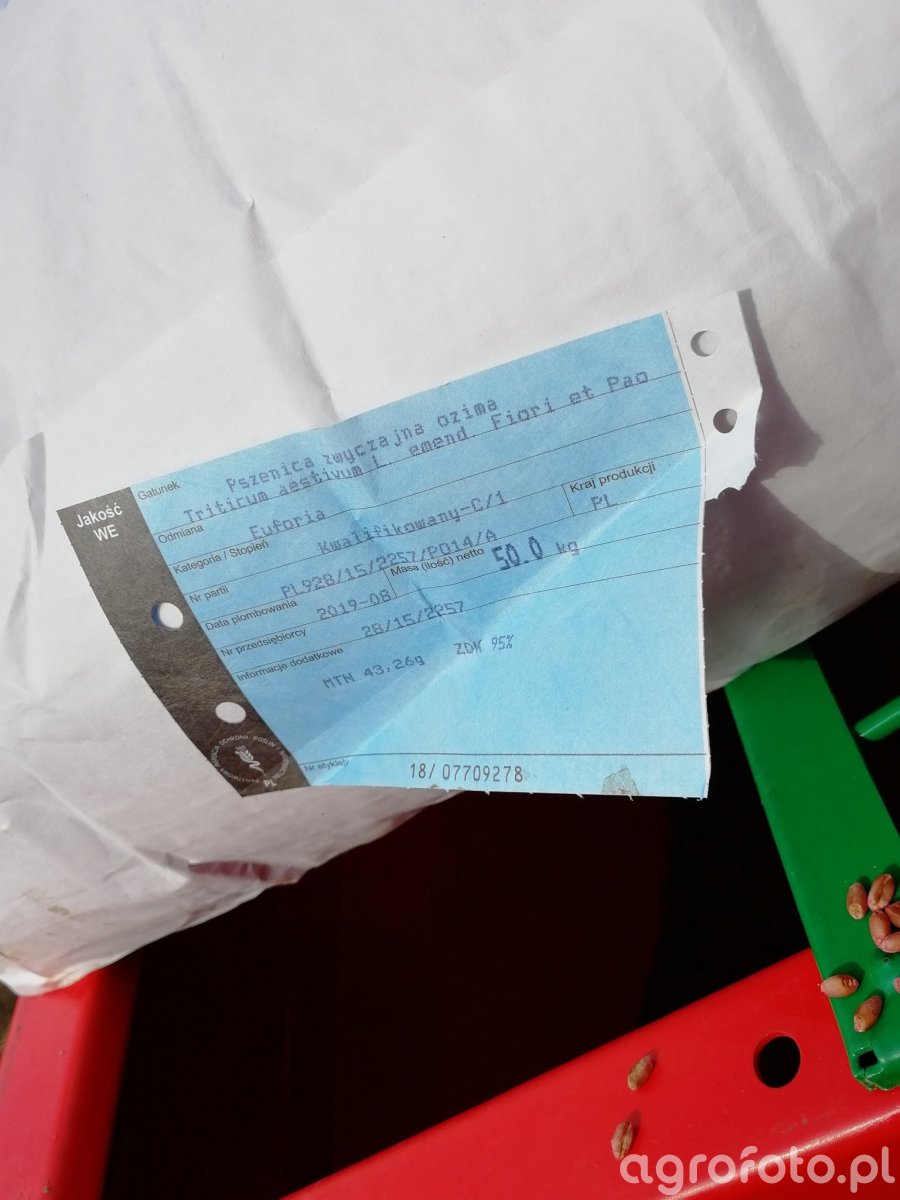 Jakość
WE
Gatunek
Pszenica zwyczajna ozima
Triticum aestivum L. emend. Fiori et Pao
Odmiana
Euforia
Kategoria / Stopień
Kwalifikowany-C/1
Kraj produkcji
PL
Nr partii
PL928/15/2257/P014/A
Data plombowania
2019-08
Masa (ilość) netto
50.0 kg
Nr przedsiębiorcy
28/15/2257
Informacje dodatkowe
MTN 43,26g ZDK 95%
Nr etykiety
18/ 07709278
agrofoto.pl